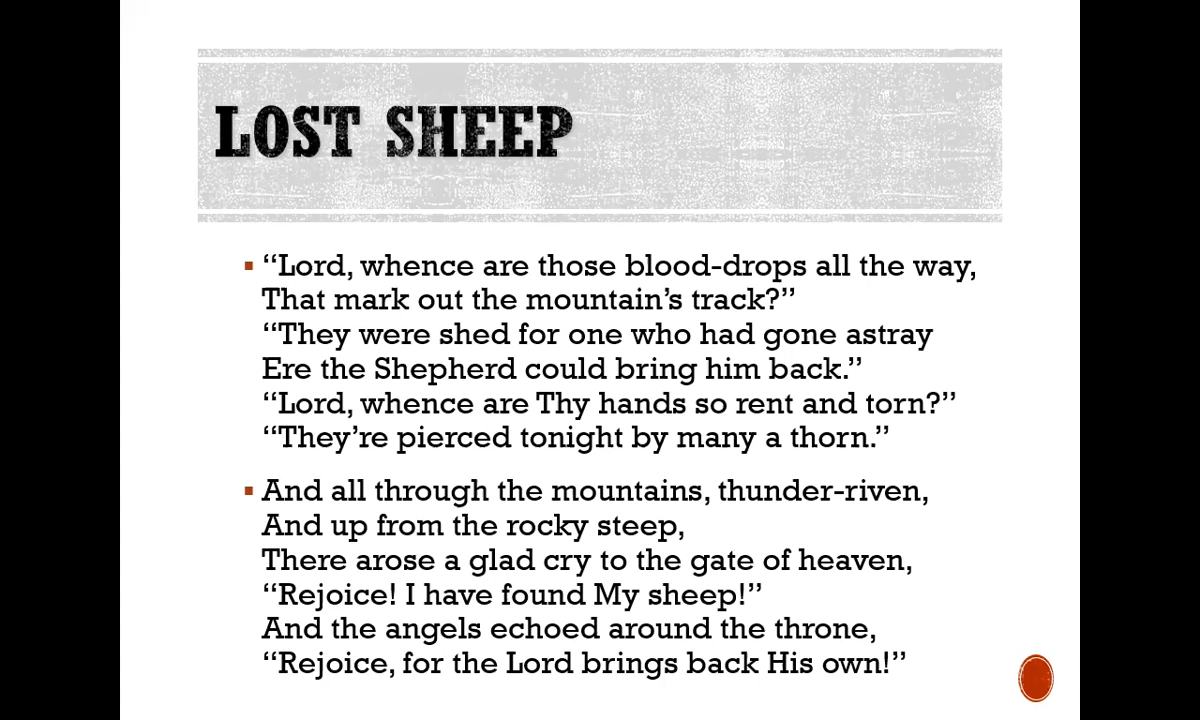 LOST SHEEP
“Lord, whence are those blood-drops all the way,
That mark out the mountain’s track?”
“They were shed for one who had gone astray
Ere the Shepherd could bring him back.”
“Lord, whence are Thy hands so rent and torn?”
“They’re pierced tonight by many a thorn.”
And all through the mountains, thunder-riven,
And up from the rocky steep,
There arose a glad cry to the gate of heaven,
“Rejoice! I have found My sheep!”
And the angels echoed around the throne,
“Rejoice, for the Lord brings back His own!”